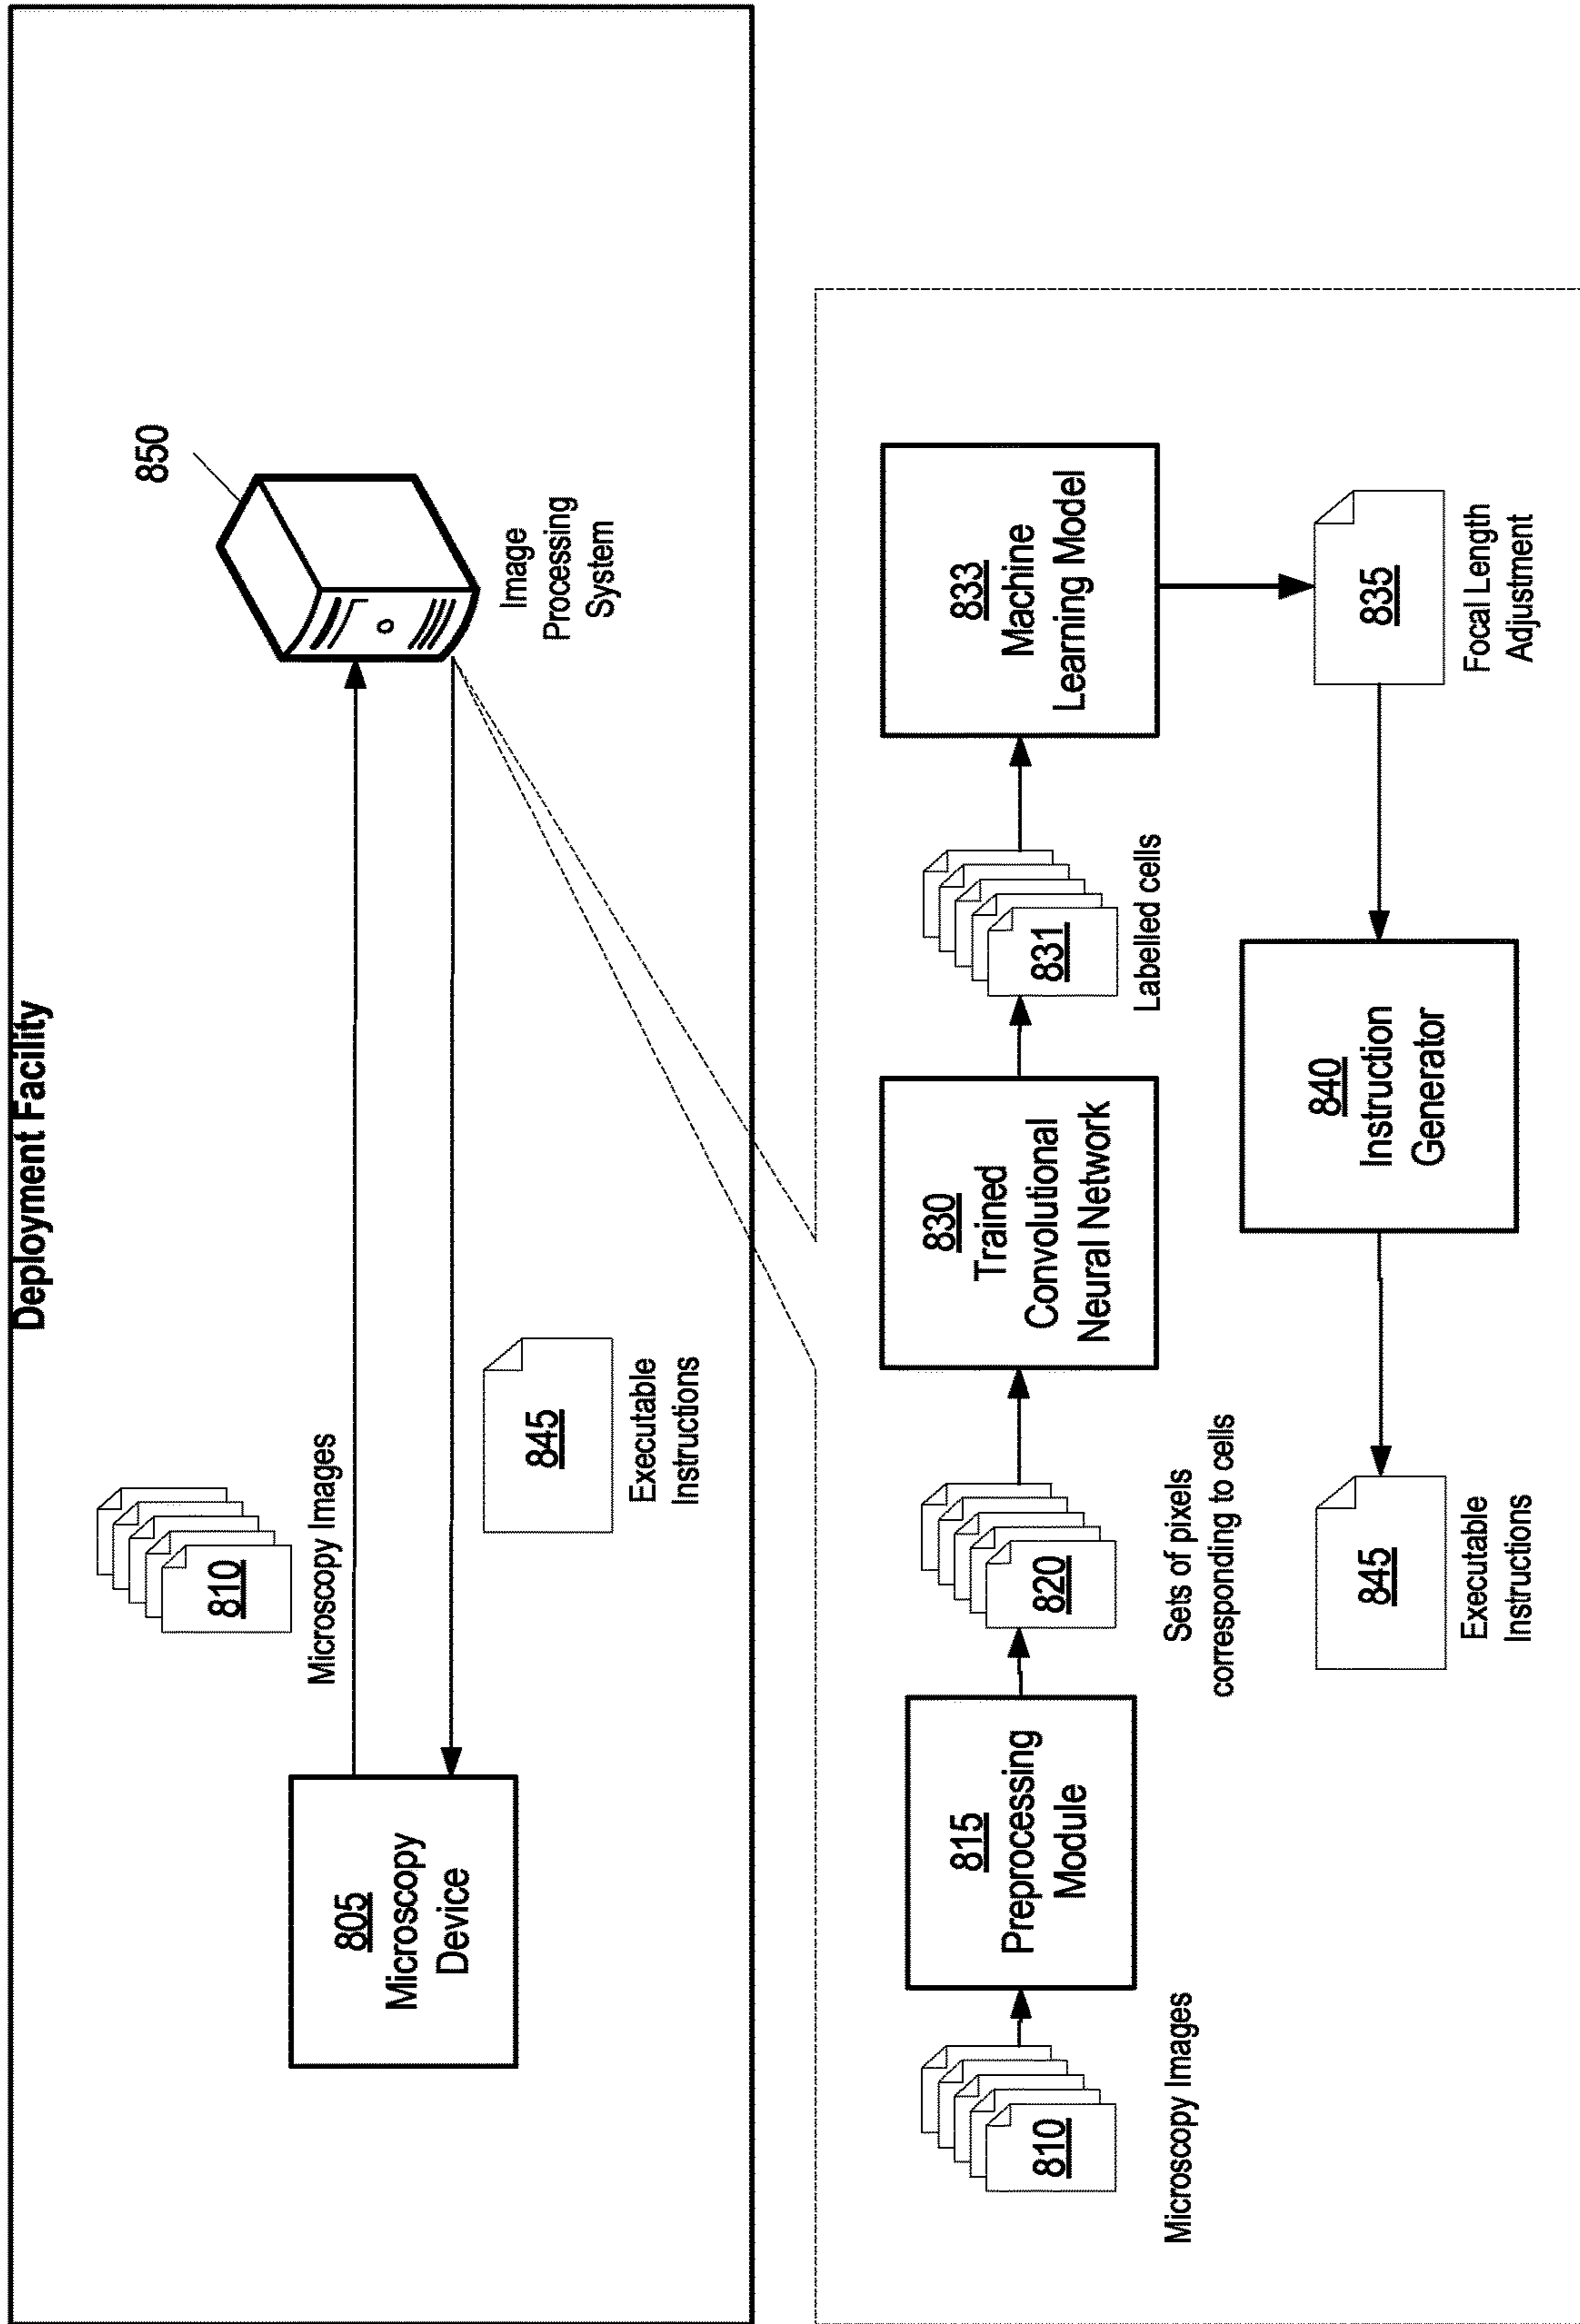 Deployment Facility
810
Microscopy Images
850
805
Microscopy
Device
Image
Processing
System
845
Executable
Instructions
810
Microscopy Images
815
Preprocessing
Module
820
Sets of pixels
corresponding to cells
830
Trained
Convolutional
Neural Network
831
Labelled cells
833
Machine
Learning Model
835
Focal Length
Adjustment
840
Instruction
Generator
845
Executable
Instructions